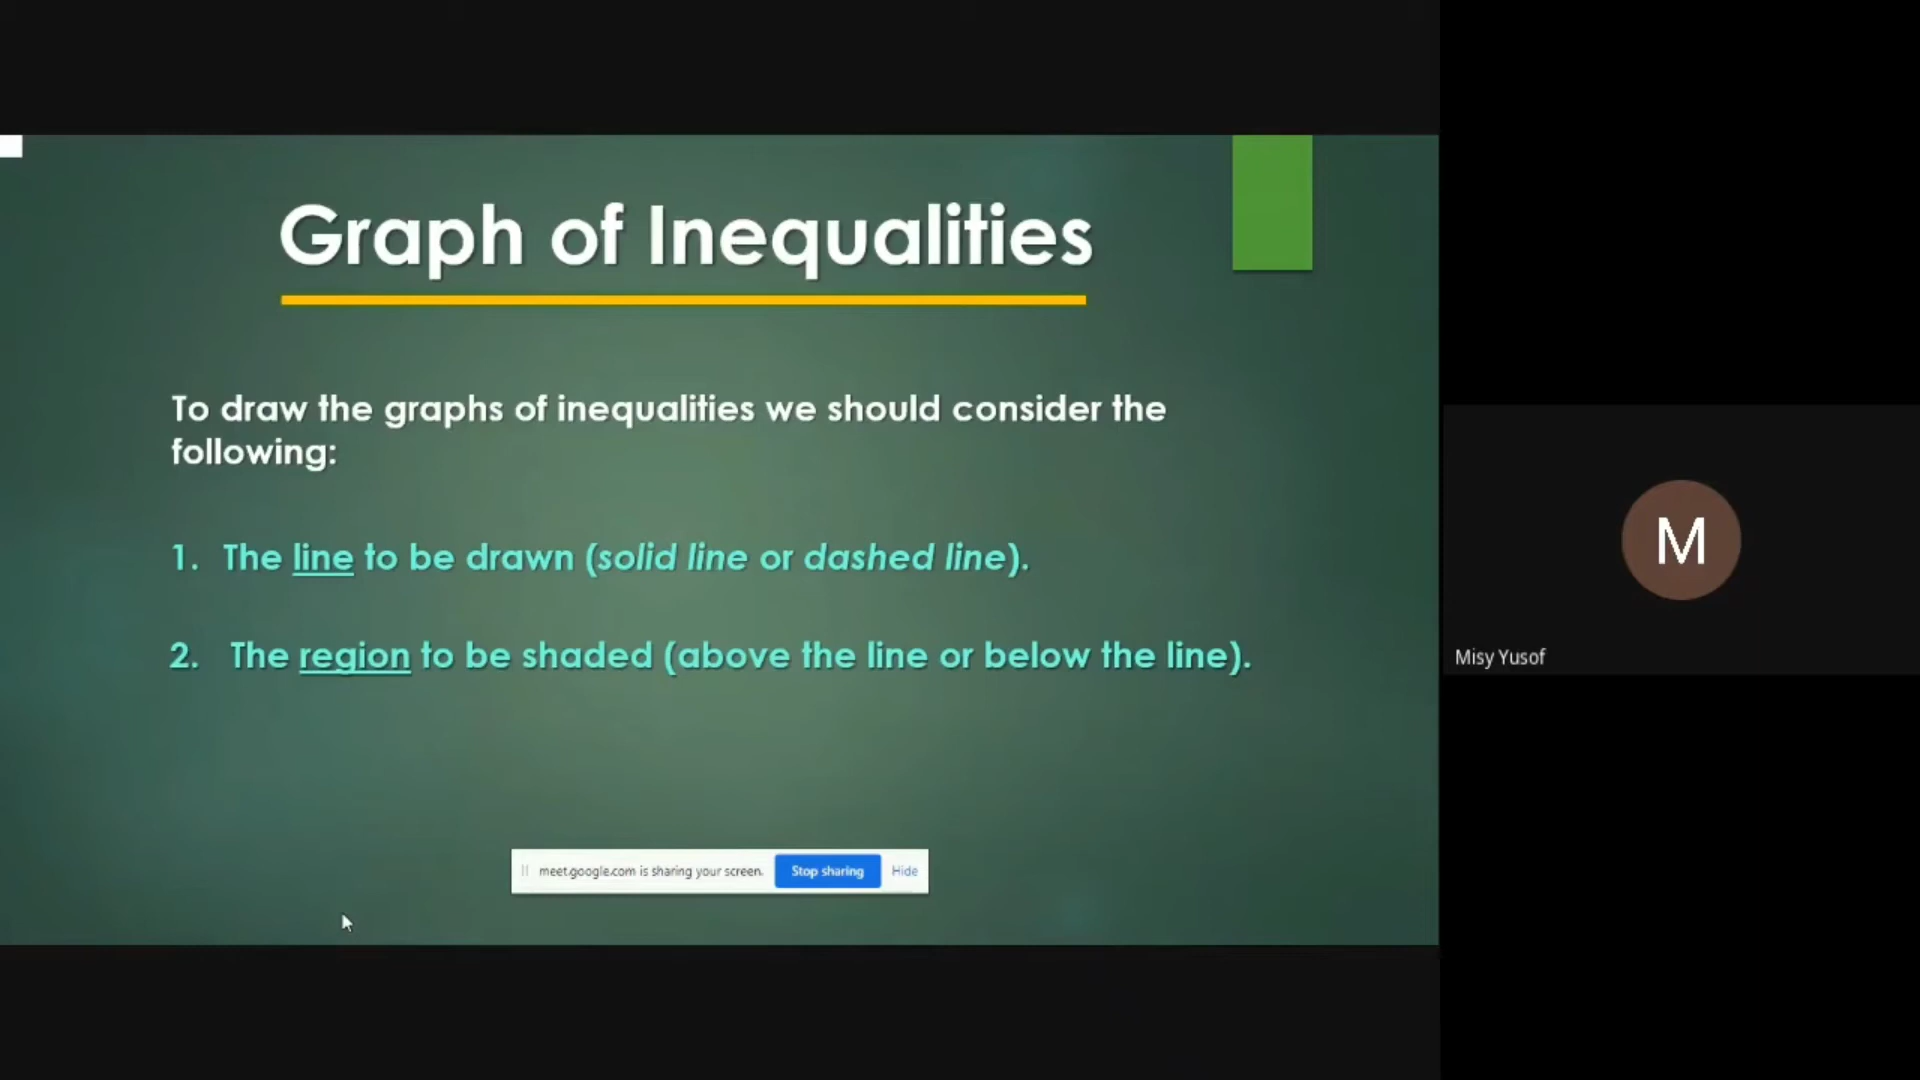 Graph of Inequalities
To draw the graphs of inequalities we should consider the
following:
1. The line to be drawn (solid line or dashed line).
2. The region to be shaded (above the line or below the line).
meet.google.com is sharing your screen. Stop sharing Hide
M
Misy Yusof